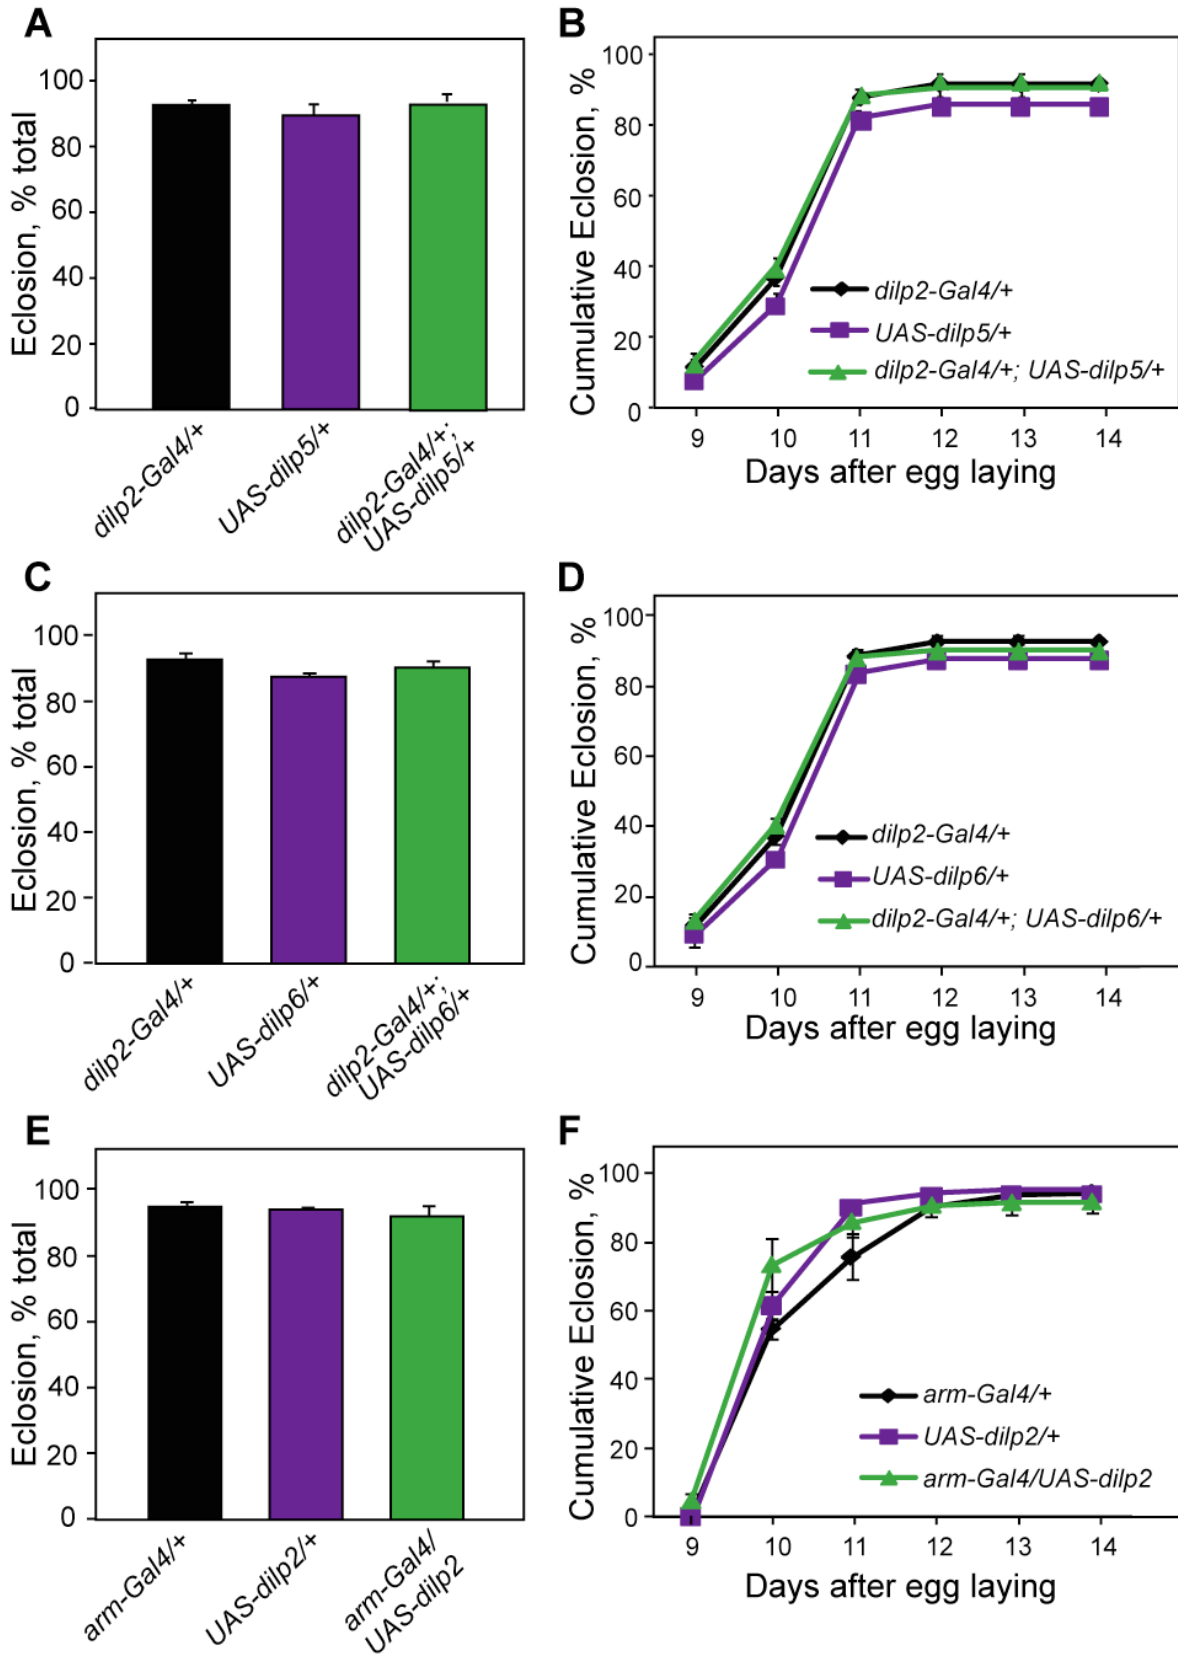 A
Eclosion, % total
100
80
60
40
20
0
dilp2-Gal4/+
UAS-dilp5/+
dilp2-Gal4/+;
UAS-dilp5/+
B
Cumulative Eclosion, %
100
80
60
40
20
0
dilp2-Gal4/+
UAS-dilp5/+
dilp2-Gal4/+; UAS-dilp5/+
9 10 11 12 13 14
Days after egg laying
C
Eclosion, % total
100
80
60
40
20
0
dilp2-Gal4/+
UAS-dilp6/+
dilp2-Gal4/+;
UAS-dilp6/+
D
Cumulative Eclosion, %
100
80
60
40
20
0
dilp2-Gal4/+
UAS-dilp6/+
dilp2-Gal4/+; UAS-dilp6/+
9 10 11 12 13 14
Days after egg laying
E
Eclosion, % total
100
80
60
40
20
0
arm-Gal4/+
UAS-dilp2/+
arm-Gal4/
UAS-dilp2
F
Cumulative Eclosion, %
100
80
60
40
20
0
arm-Gal4/+
UAS-dilp2/+
arm-Gal4/UAS-dilp2
9 10 11 12 13 14
Days after egg laying